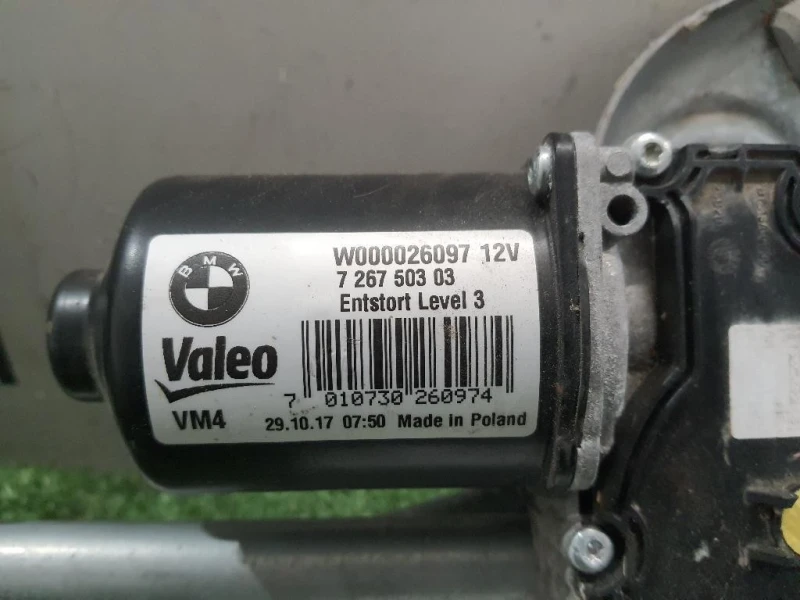 BMW
W000026097 12V
7 267 503 03
Entstort Level 3
Valeo
7 010730 260974
VM4
29.10.17 07:50 Made in Poland